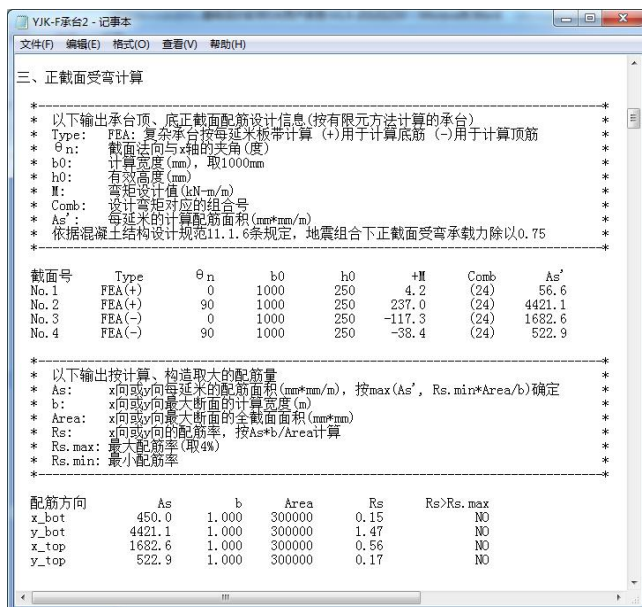 YJK-F承台2 - 记事本
文件(F) 编辑(E) 格式(O) 查看(V) 帮助(H)
三、正截面受弯计算
*---------------------------------------------------------------------*
* 以下输出承台顶、底正截面配筋设计信息(按有限元方法计算的承台) *
* Type: FEA: 复杂承台按每延米板带计算 (+)用于计算底筋 (-)用于计算顶筋 *
* θn: 截面法向与x轴的夹角(度) *
* b0: 计算宽度(mm), 取1000mm *
* h0: 有效高度(mm) *
* M: 弯矩设计值(kN-m/m) *
* Comb: 设计弯矩对应的组合号 *
* As': 每延米的计算配筋面积(mm*mm/m) *
* 依据混凝土结构设计规范11.1.6条规定, 地震组合下正截面受弯承载力除以0.75 *
*---------------------------------------------------------------------*
截面号 Type θn b0 h0 +M Comb As'
No.1 FEA(+) 0 1000 250 4.2 (24) 56.6
No.2 FEA(+) 90 1000 250 237.0 (24) 4421.1
No.3 FEA(-) 0 1000 250 -117.3 (24) 1682.6
No.4 FEA(-) 90 1000 250 -38.4 (24) 522.9
*---------------------------------------------------------------------*
* 以下输出按计算、构造取大的配筋量 *
* As: x向或y向每延米的配筋面积(mm*mm/m), 按max(As', Rs.min*Area/b)确定 *
* b: x向或y向最大断面的计算宽度(m) *
* Area: x向或y向最大断面的全截面面积(mm*mm) *
* Rs: x向或y向的配筋率, 按As*b/Area计算 *
* Rs.max: 最大配筋率(取4%) *
* Rs.min: 最小配筋率 *
*---------------------------------------------------------------------*
配筋方向 As b Area Rs Rs>Rs.max
x_bot 450.0 1.000 300000 0.15 NO
y_bot 4421.1 1.000 300000 1.47 NO
x_top 1682.6 1.000 300000 0.56 NO
y_top 522.9 1.000 300000 0.17 NO